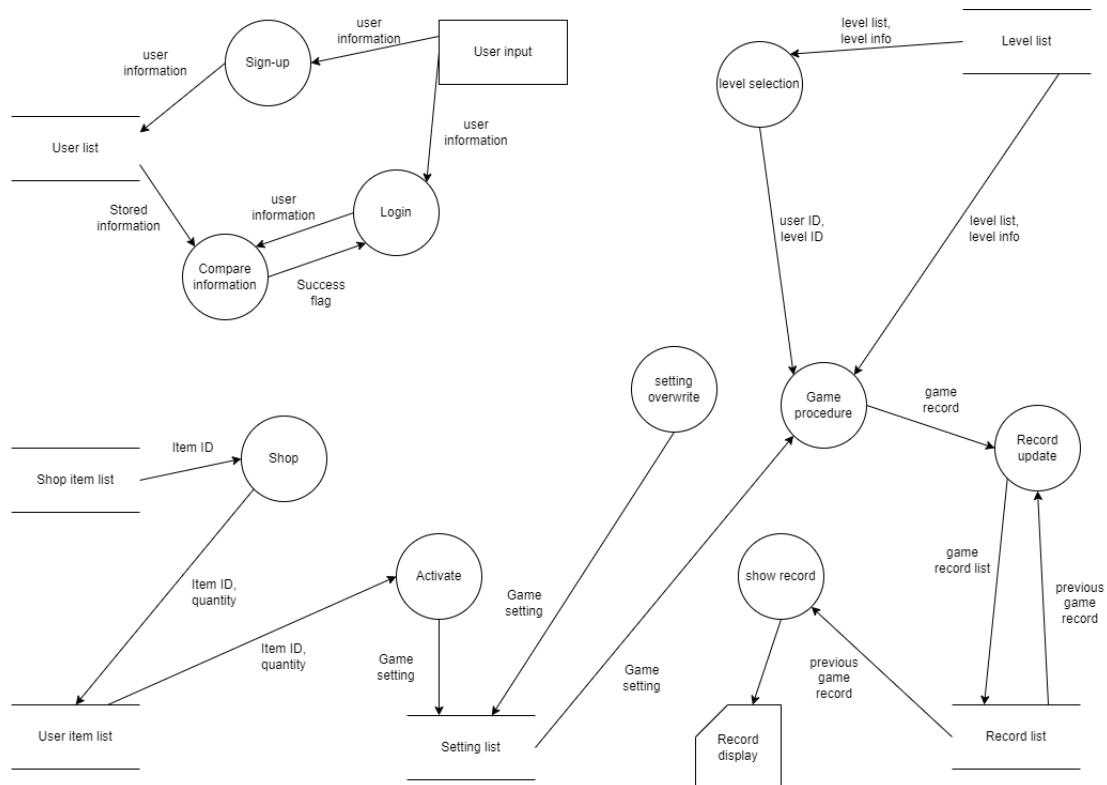 user
information
Sign-up
User input
user
information
user
information
User list
Stored
information
user
information
Login
Compare
information
Success
flag
level list,
level info
Level list
level selection
user ID,
level ID
level list,
level info
setting
overwrite
Game
procedure
game
record
Record
update
Shop item list
Item ID
Shop
Item ID,
quantity
Activate
Item ID,
quantity
Game
setting
Game
setting
Game
setting
show record
game
record list
previous
game
record
previous
game
record
User item list
Setting list
Record
display
Record list